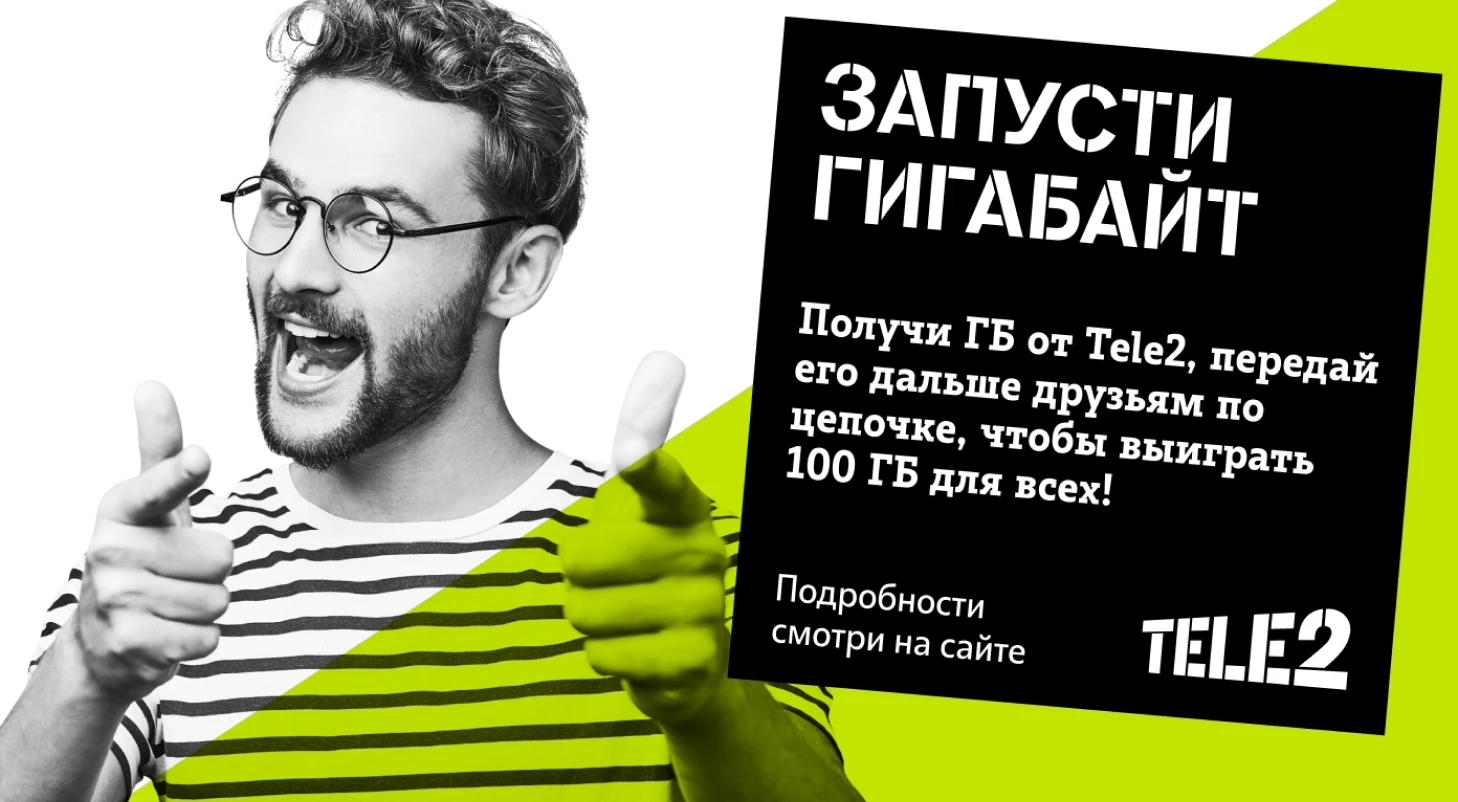 ЗАПУСТИ
ГИГАБАЙТ
Получи ГБ от Tele2, передай
его дальше друзьям по
цепочке, чтобы выиграть
100 ГБ для всех!
Подробности
смотри на сайте
TELE2